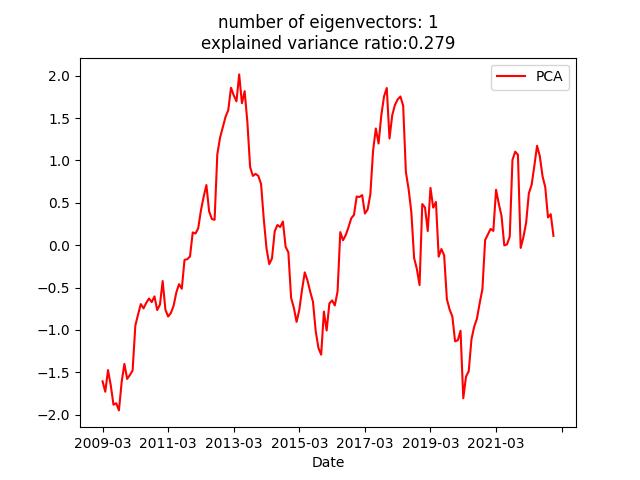 number of eigenvectors: 1
explained variance ratio:0.279
PCA
2.0
1.5
1.0
0.5
0.0
−0.5
−1.0
−1.5
−2.0
2009-03 2011-03 2013-03 2015-03 2017-03 2019-03 2021-03
Date